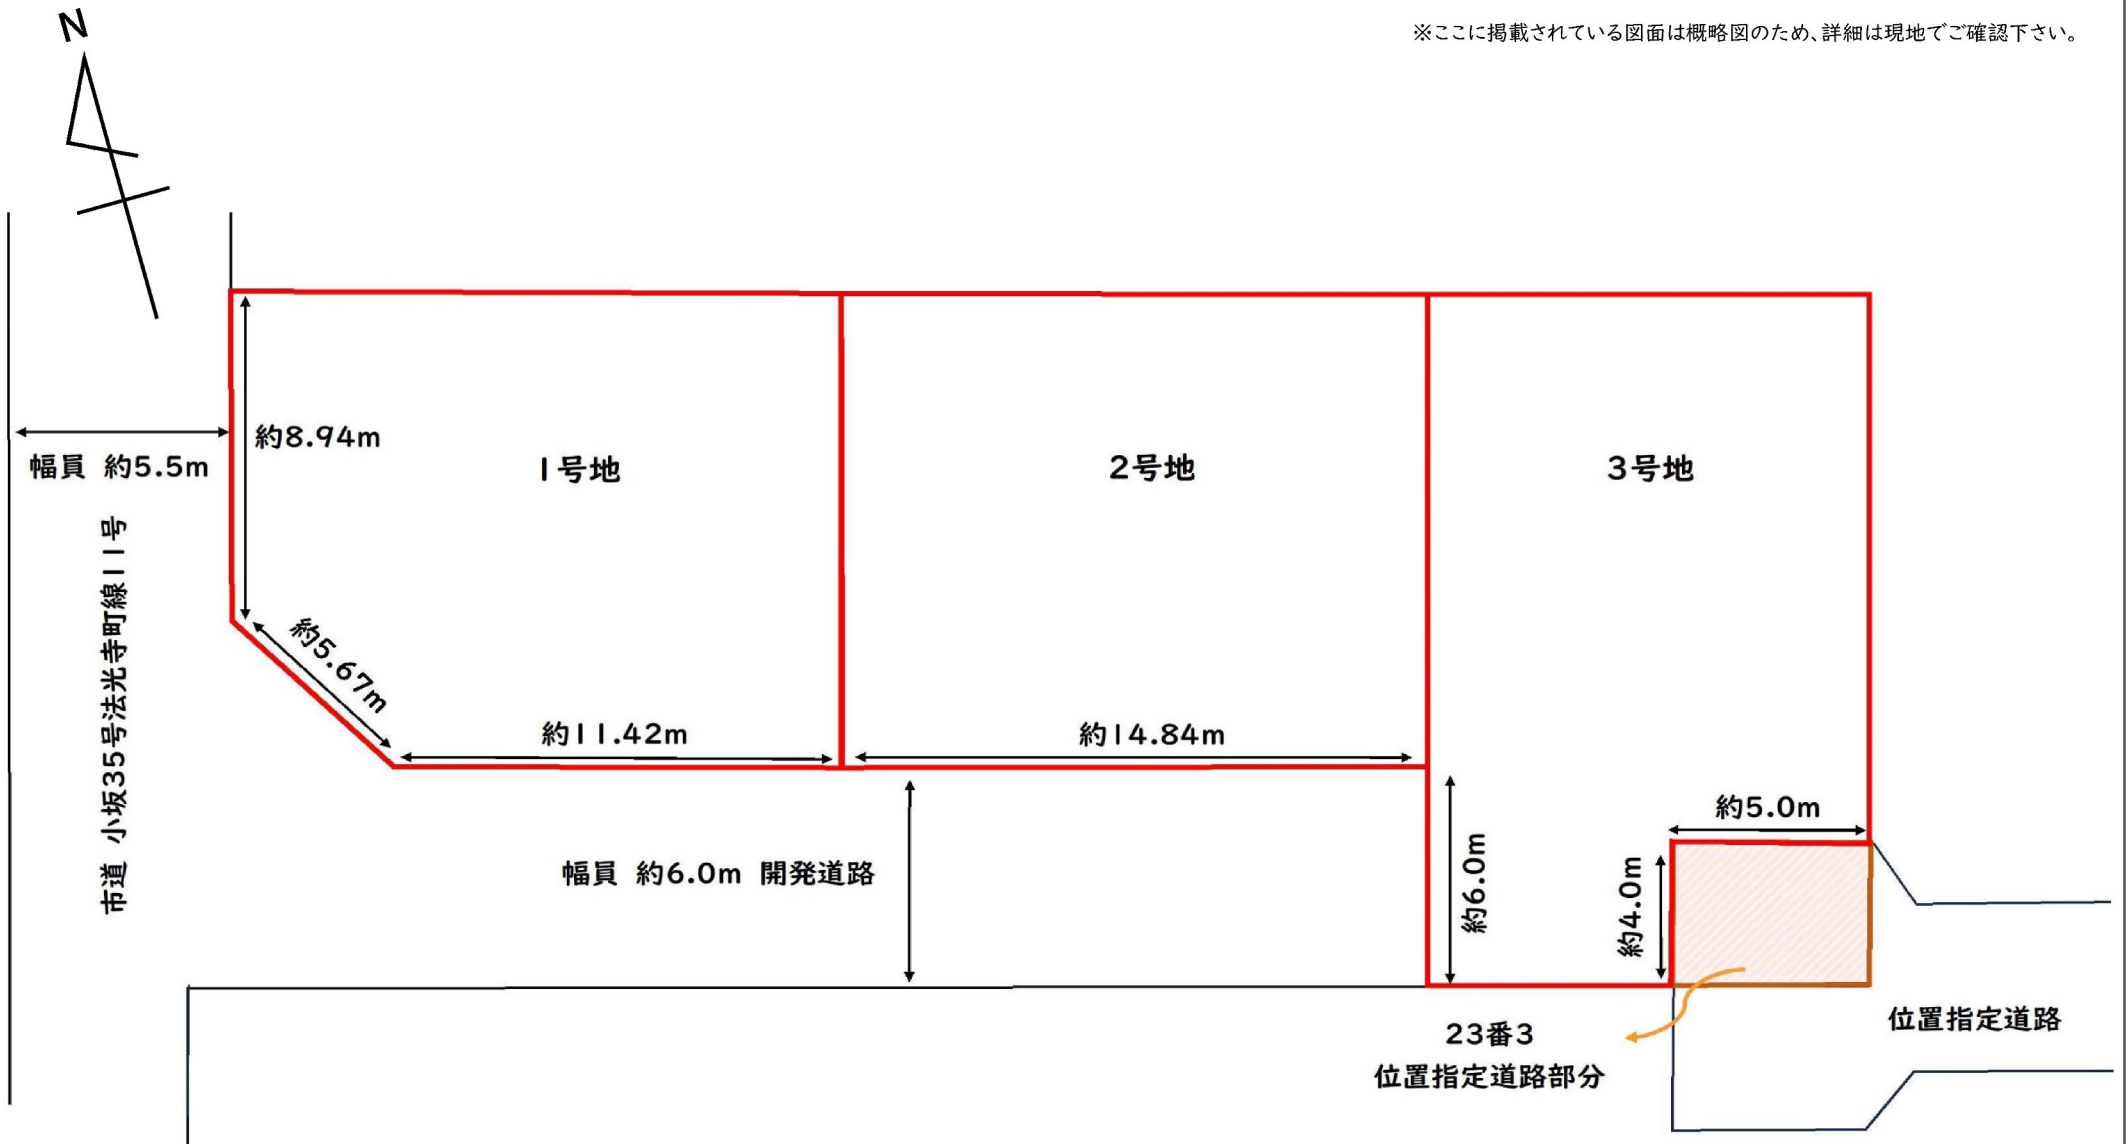 N
※ここに掲載されている図面は概略図のため、詳細は現地でご確認下さい。
約8.94m
幅員 約5.5m
1号地
2号地
3号地
市道 小坂35号法光寺町線11号
約5.67m
約11.42m
約14.84m
約5.0m
幅員 約6.0m 開発道路
約6.0m
約4.0m
23番3
位置指定道路部分
位置指定道路